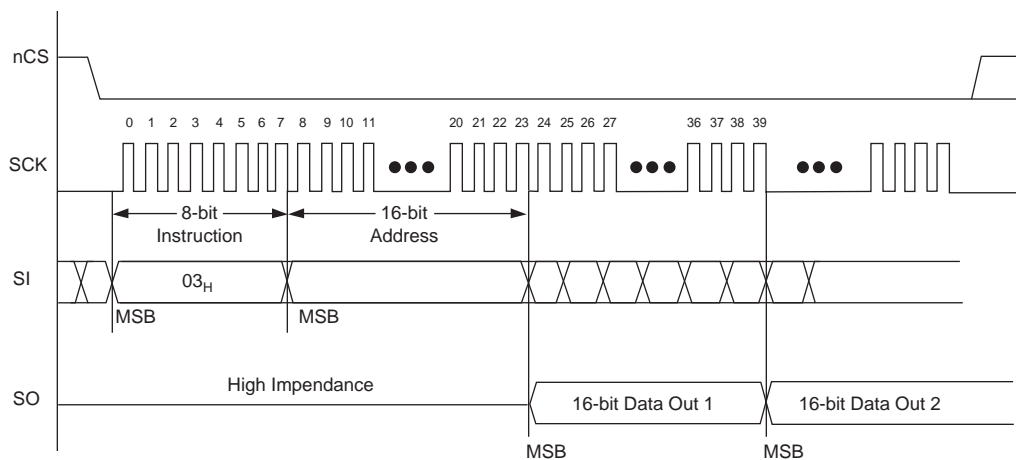 nCS
0 1 2 3 4 5 6 7 8 9 10 11 20 21 22 23 24 25 26 27 36 37 38 39
SCK
8-bit
Instruction
16-bit
Address
SI
03H
MSB
MSB
High Impendance
SO
16-bit Data Out 1
16-bit Data Out 2
MSB
MSB